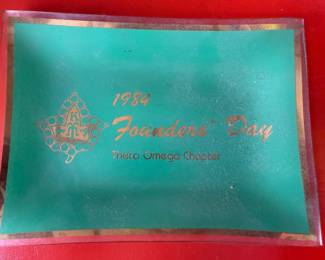 1984
Founders' Day
Theta Omega Chapter